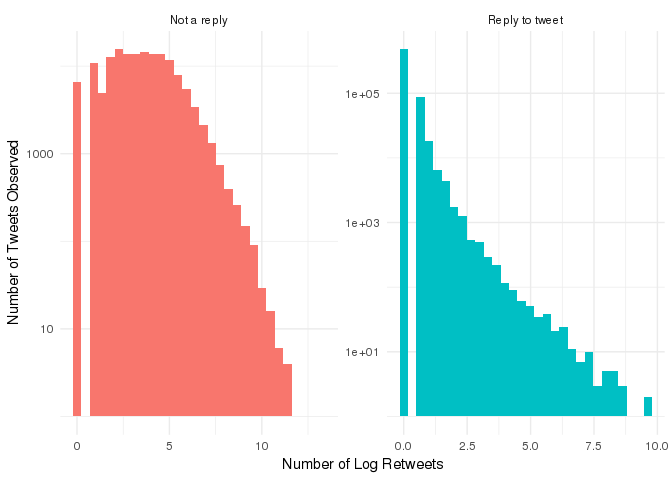 Not a reply
Reply to tweet
Number of Tweets Observed
1000
10
1e+05
1e+03
1e+01
0
5
10
0.0
2.5
5.0
7.5
10.0
Number of Log Retweets